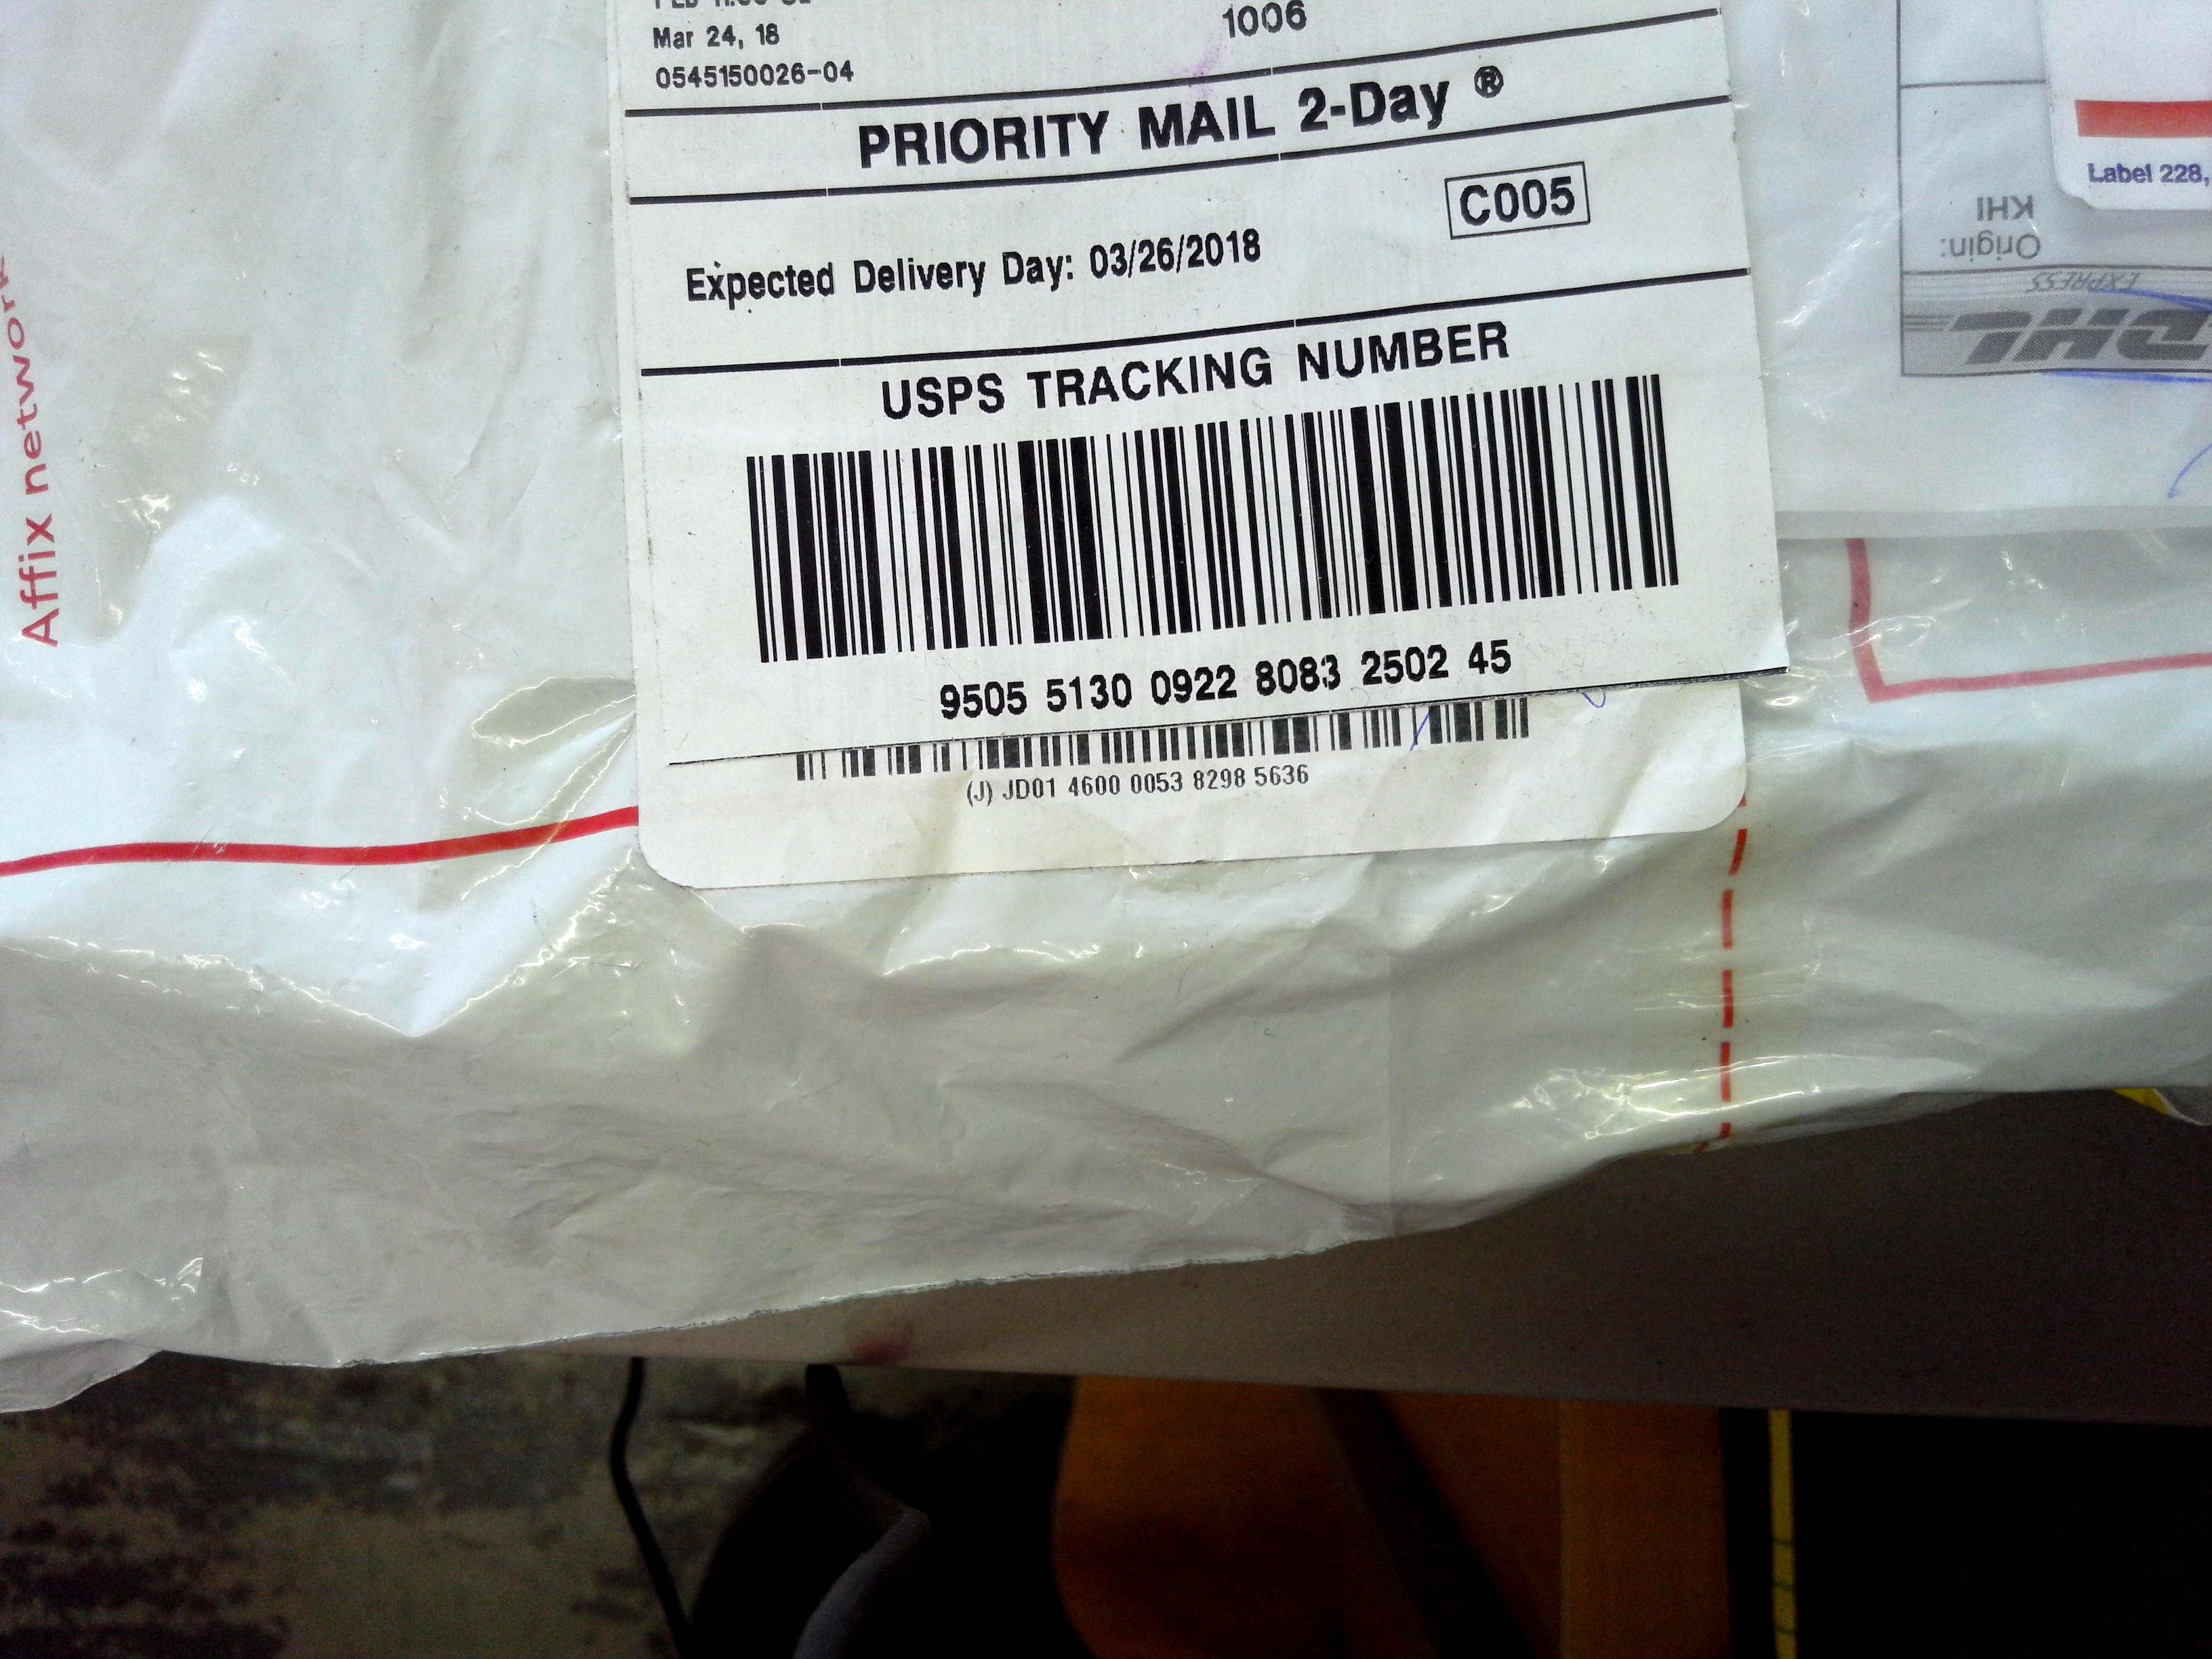 Mar 24, 18
0545150026-04
1006
PRIORITY MAIL 2-Day ®
C005
Expected Delivery Day: 03/26/2018
USPS TRACKING NUMBER
9505 5130 0922 8083 2502 45
(J) JD01 4600 0053 8298 5636
Affix network
Label 228,
KHI
Origin:
EXPRESS
DHL